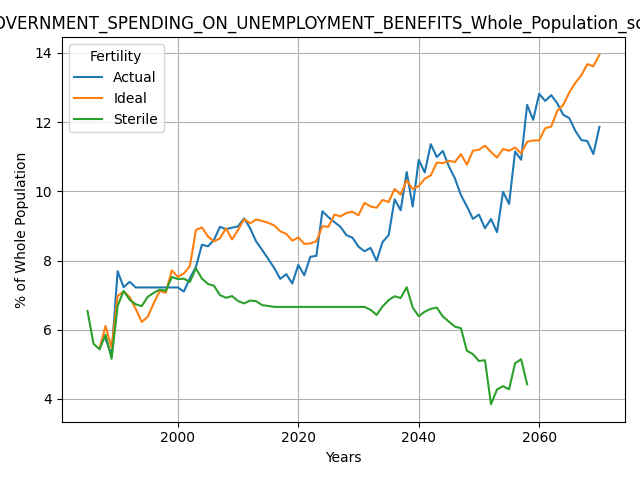 OVERNMENT_SPENDING_ON_UNEMPLOYMENT_BENEFITS_Whole_Population_sc
14
12
10
8
6
4
% of Whole Population
Fertility
Actual
Ideal
Sterile
2000
2020
2040
2060
Years